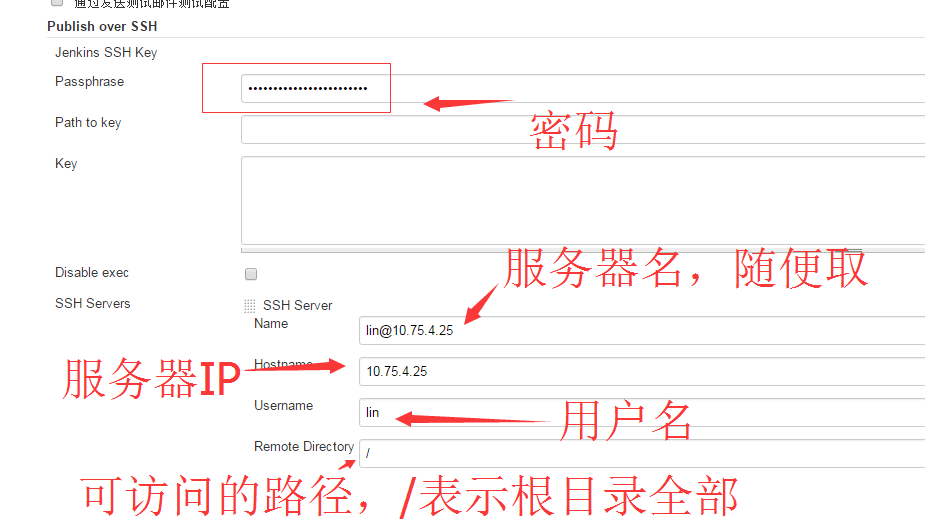 通过发送测试邮件测试配置
Publish over SSH
Jenkins SSH Key
Passphrase
密码
Path to key
Key
Disable exec
服务器名，随便取
SSH Servers
SSH Server
Name
lin@10.75.4.25
服务器IP
Hostname
10.75.4.25
Username
lin
用户名
Remote Directory
/
可访问的路径，/表示根目录全部